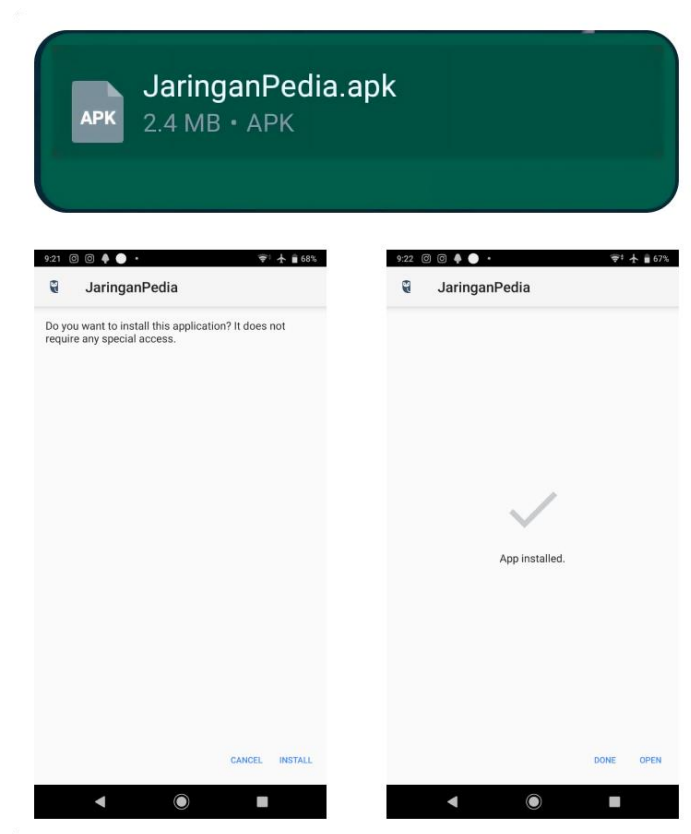 JaringanPedia.apk
APK
2.4 MB • APK
9:21
68%
JaringanPedia
Do you want to install this application? It does not
require any special access.
CANCEL INSTALL
9:22
67%
JaringanPedia
App installed.
DONE OPEN